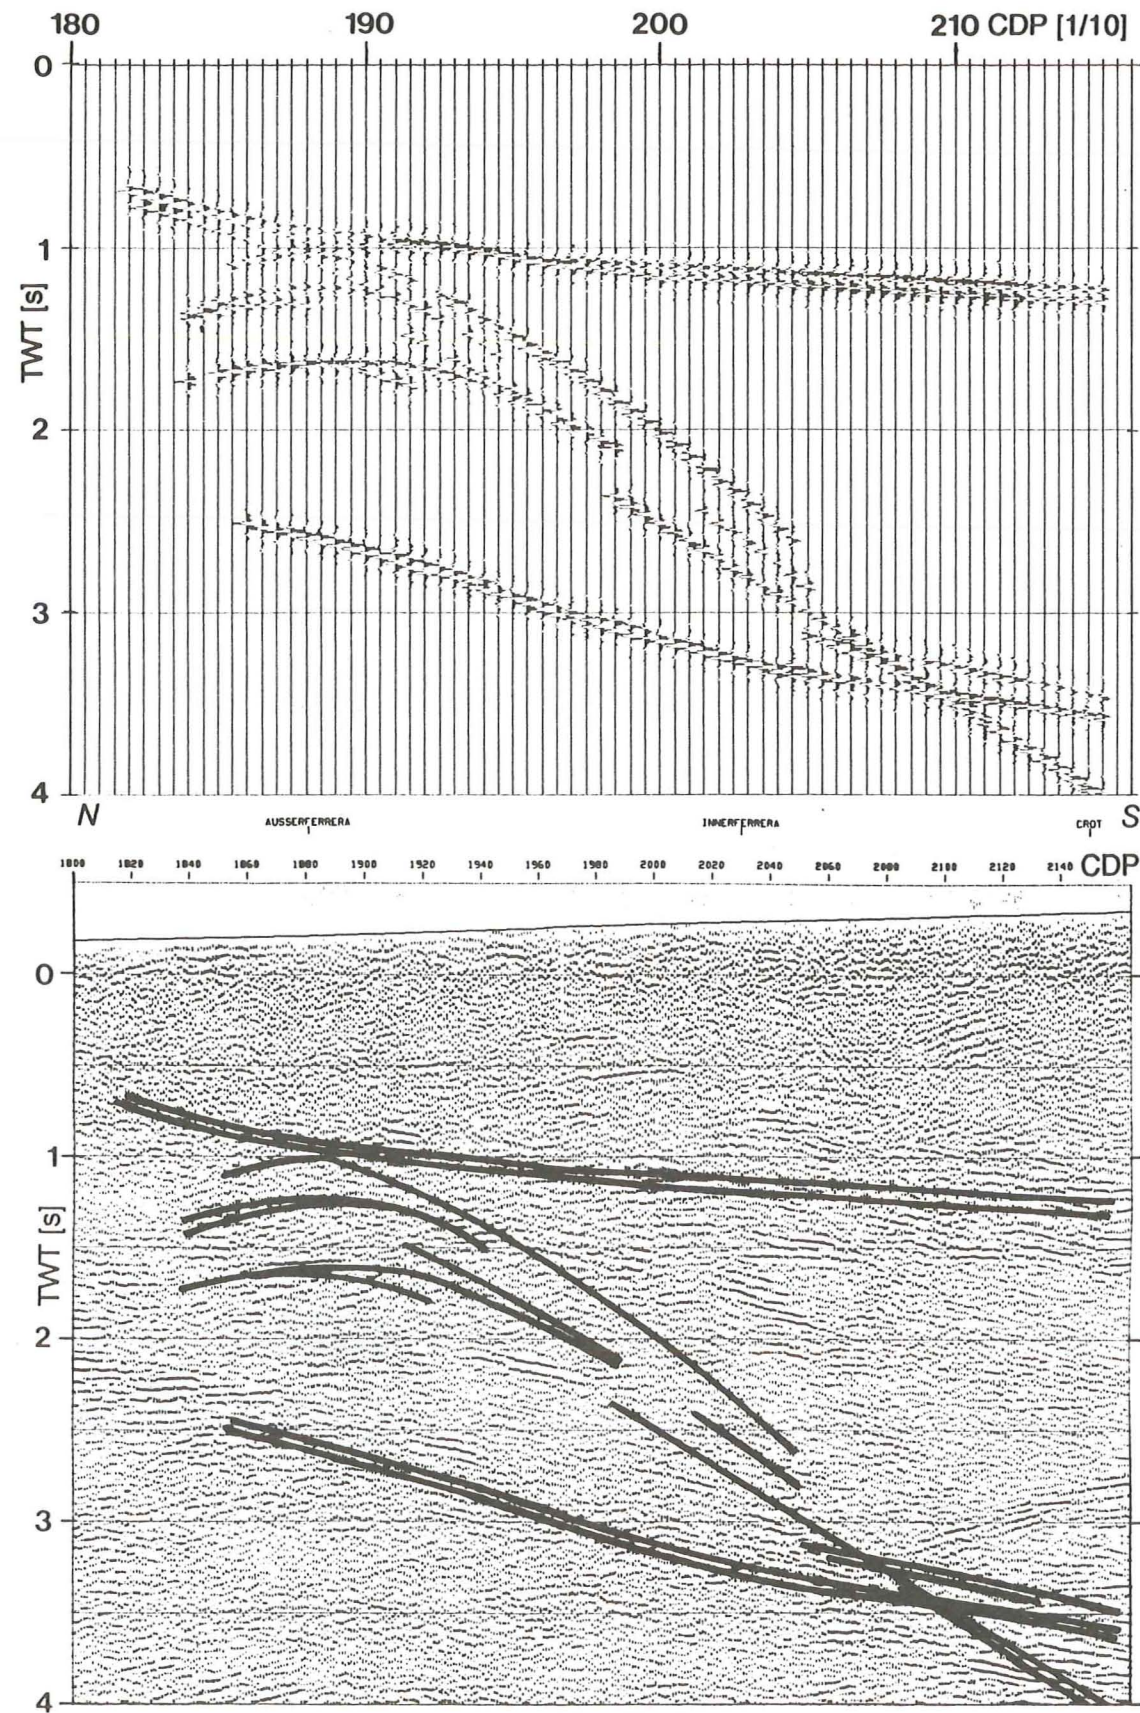 180 190 200 210 CDP [1/10]
0
1
TWT [s]
2
3
4
N AUSSERFERRERA INNERFERRERA CROT S
1800 1820 1840 1860 1880 1900 1920 1940 1960 1980 2000 2020 2040 2060 2080 2100 2120 2140 CDP
0
1
TWT [s]
2
3
4